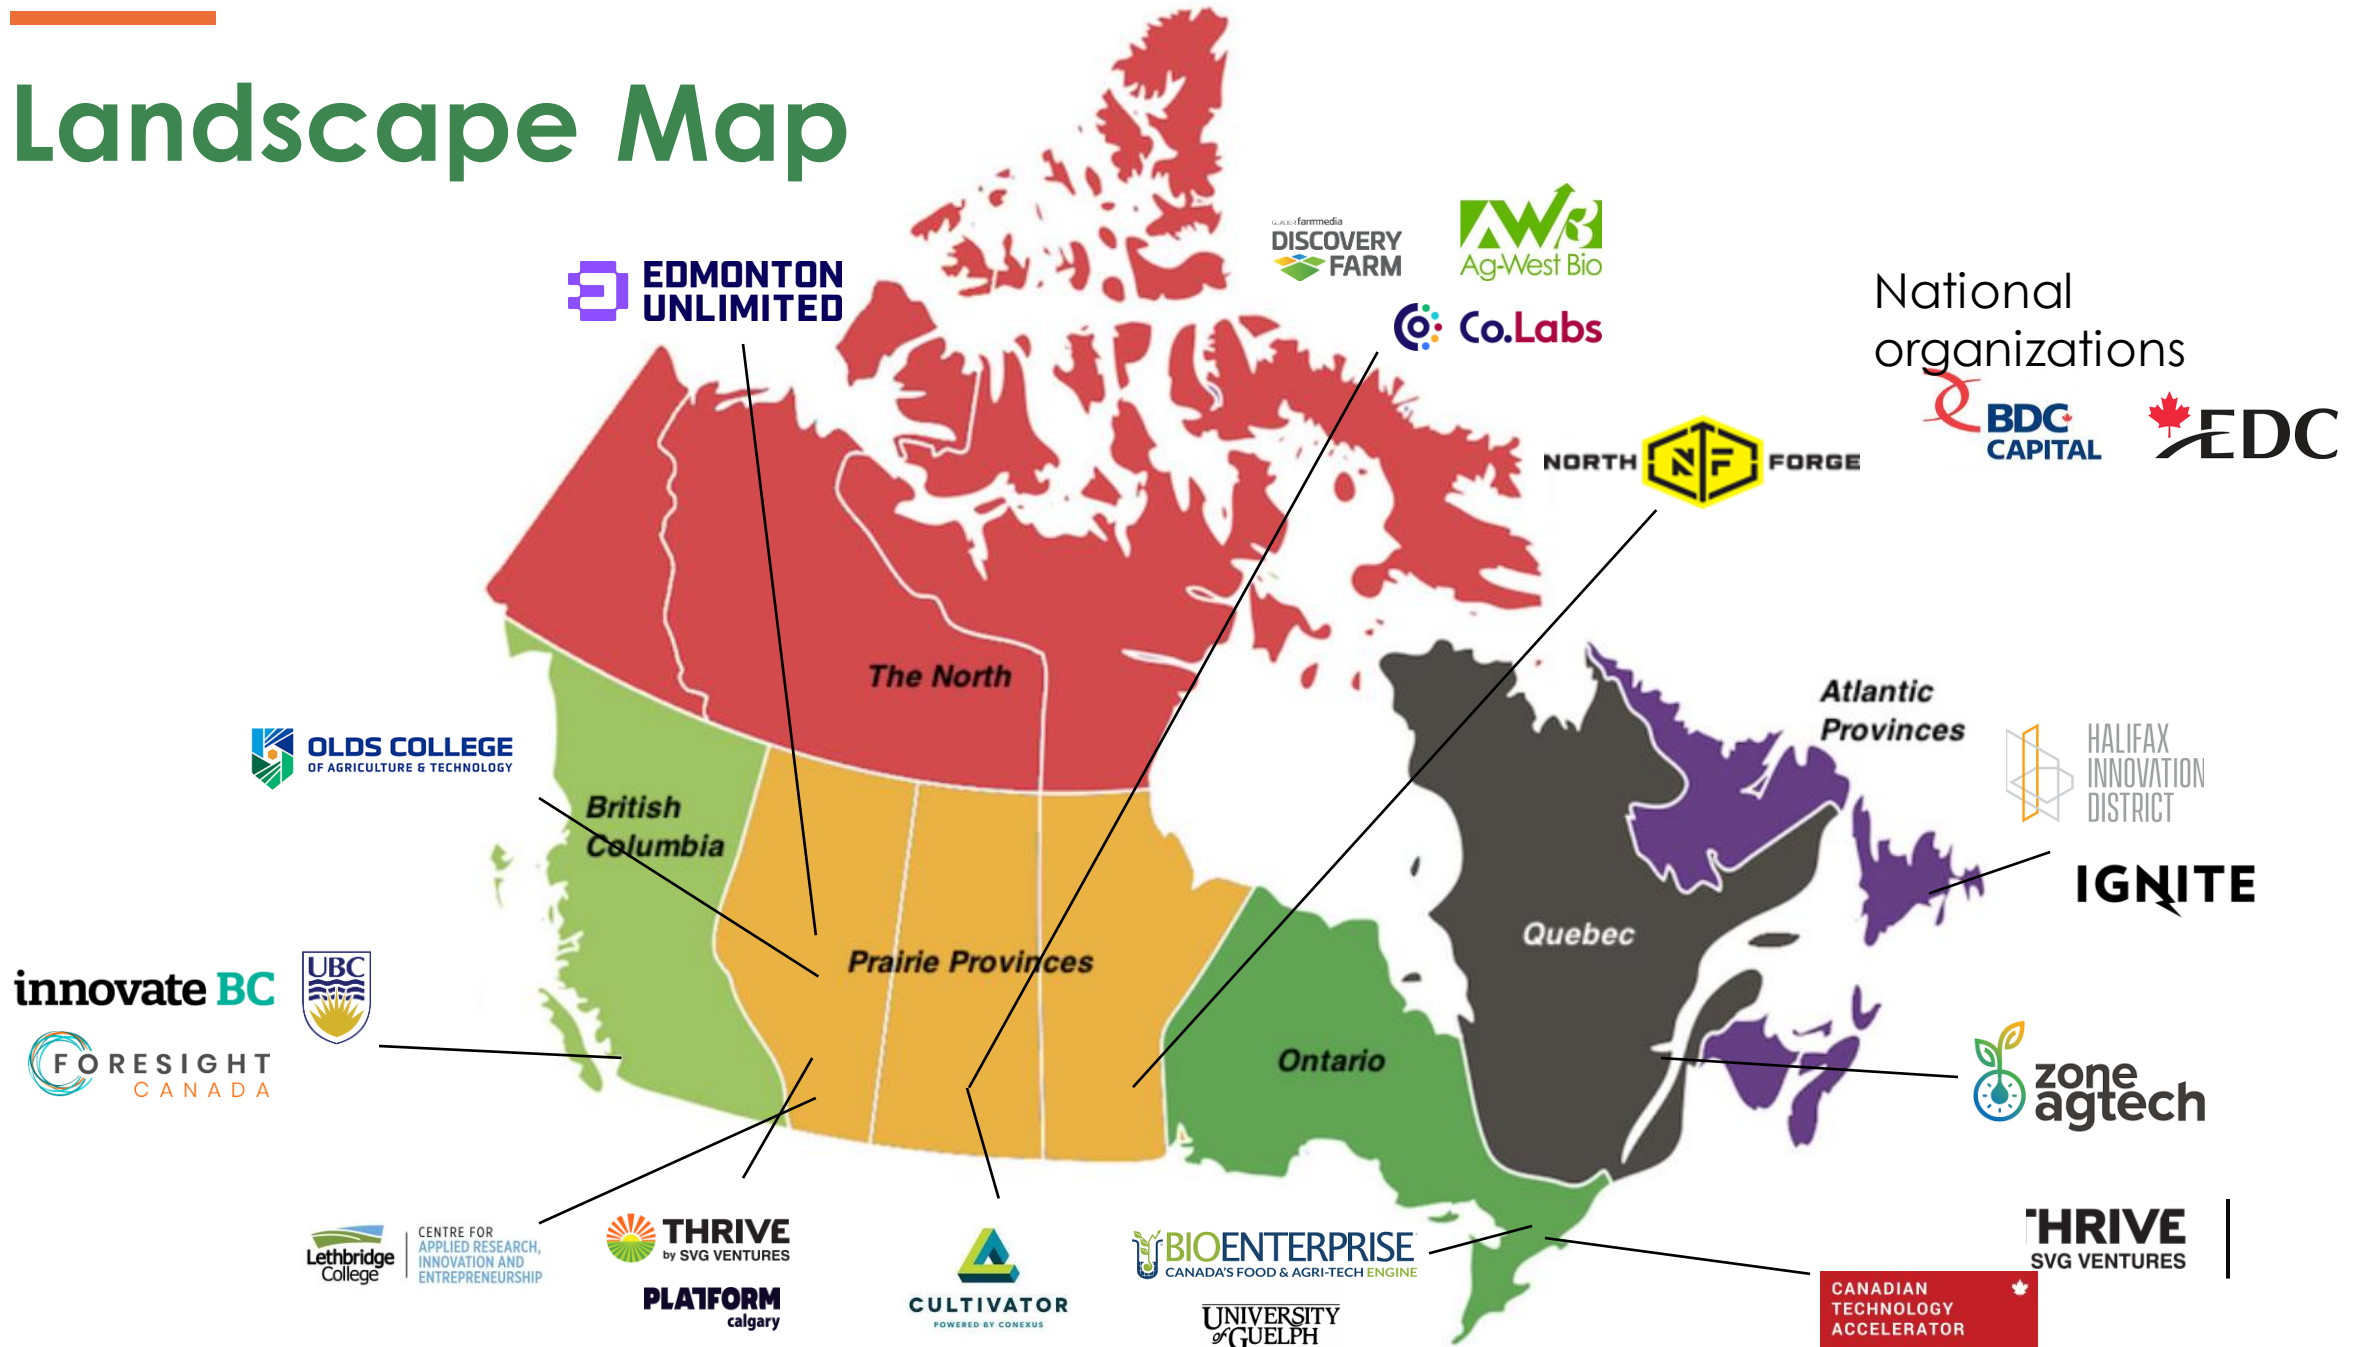 Landscape Map
EDMONTON
UNLIMITED
GLACIER farmmedia
DISCOVERY
FARM
AWB
Ag-West Bio
Co.Labs
National
organizations
BDC
CAPITAL
EDC
NORTH NF FORGE
The North
Atlantic
Provinces
HALIFAX
INNOVATION
DISTRICT
IGNITE
OLDS COLLEGE
OF AGRICULTURE & TECHNOLOGY
British
Columbia
Prairie Provinces
Quebec
Ontario
innovate BC
UBC
FORESIGHT
CANADA
zone
agtech
Lethbridge
College
CENTRE FOR
APPLIED RESEARCH,
INNOVATION AND
ENTREPRENEURSHIP
THRIVE
by SVG VENTURES
PLATFORM
calgary
CULTIVATOR
POWERED BY CONEXUS
BIOENTERPRISE
CANADA'S FOOD & AGRI-TECH ENGINE
UNIVERSITY
of GUELPH
THRIVE
SVG VENTURES
CANADIAN
TECHNOLOGY
ACCELERATOR